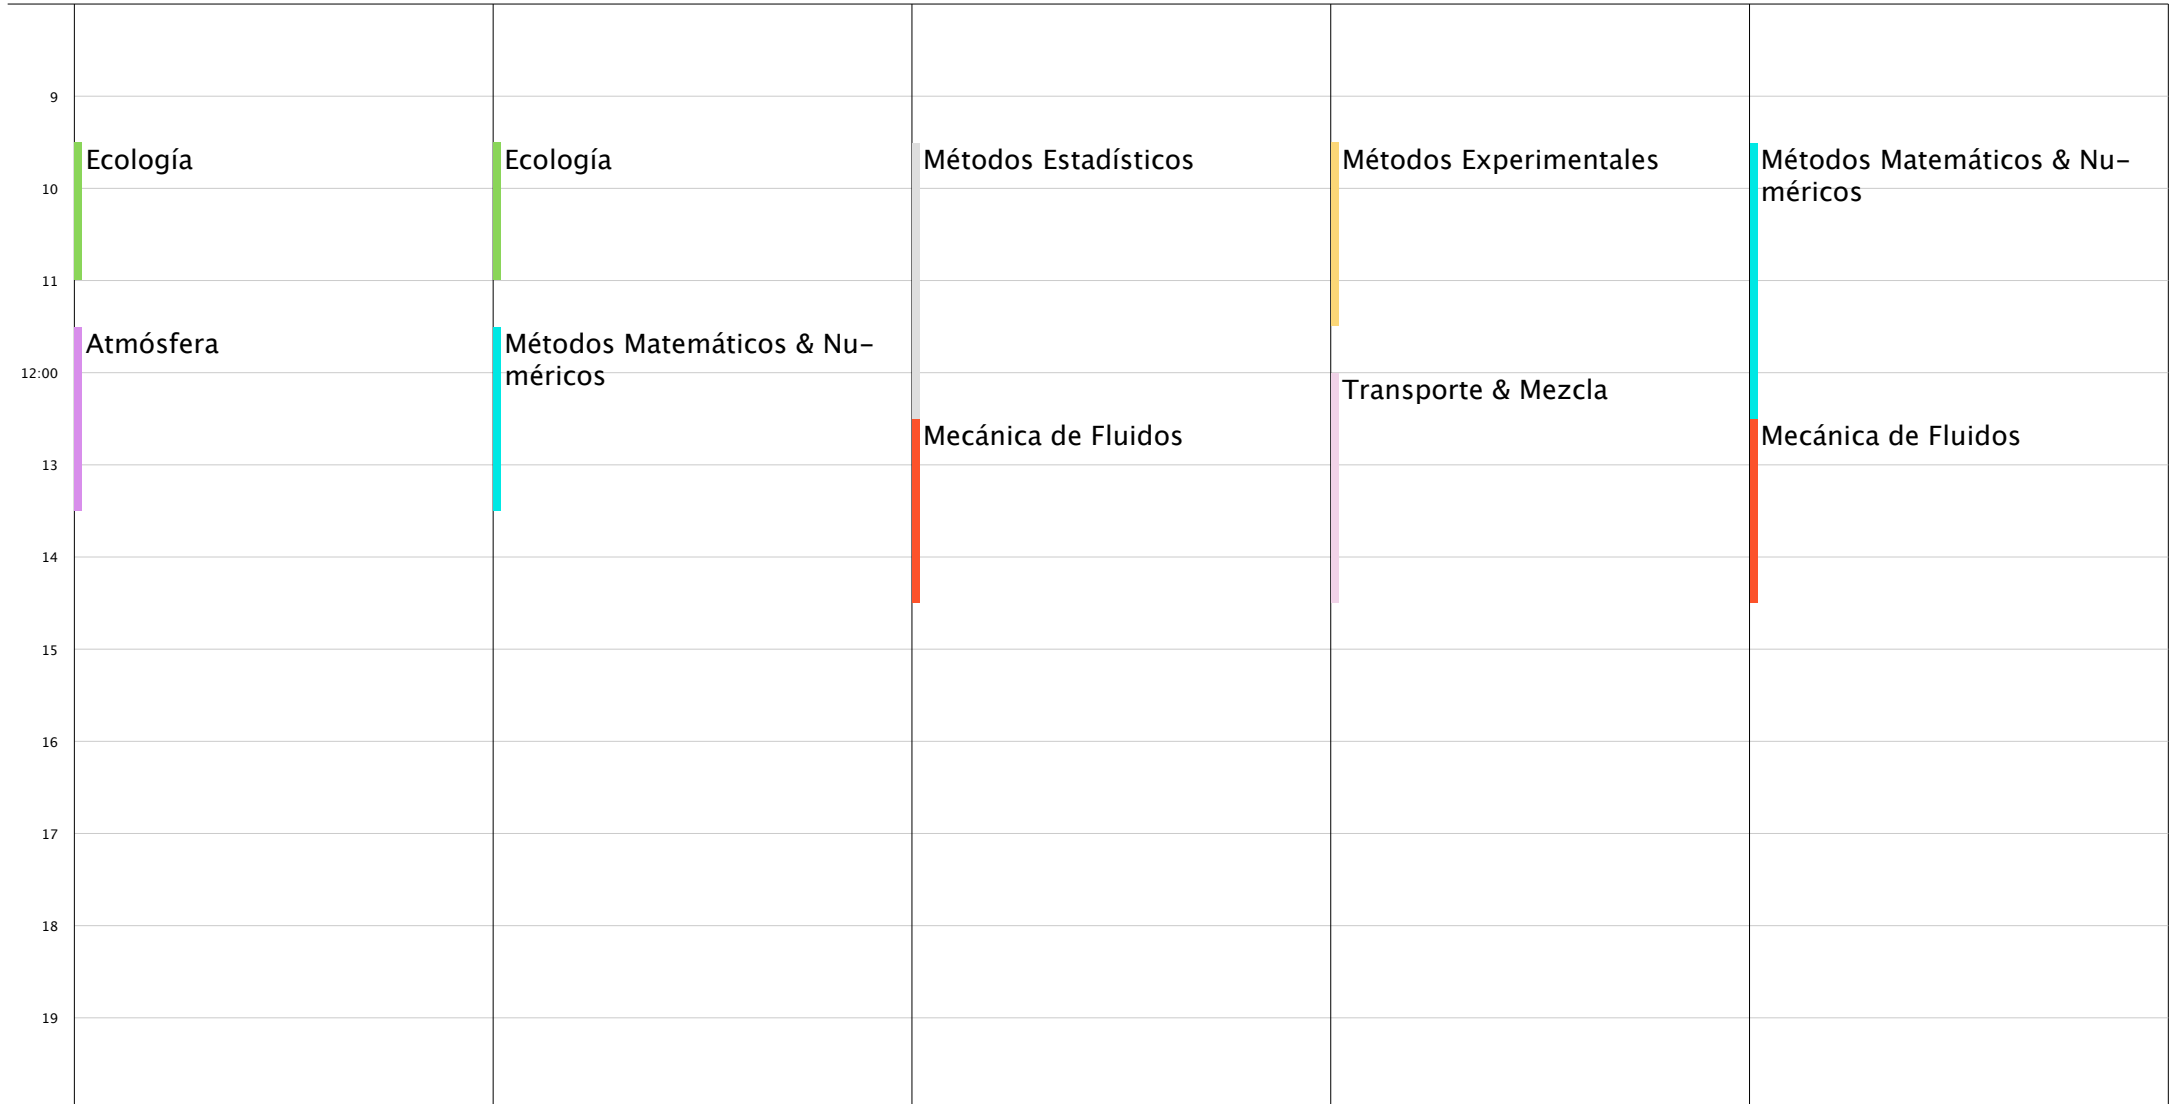 9
Ecología
Ecología
Métodos Estadísticos
Métodos Experimentales
Métodos Matemáticos & Nu-
méricos
10
11
Atmósfera
Métodos Matemáticos & Nu-
méricos
12:00
Transporte & Mezcla
Mecánica de Fluidos
Mecánica de Fluidos
13
14
15
16
17
18
19